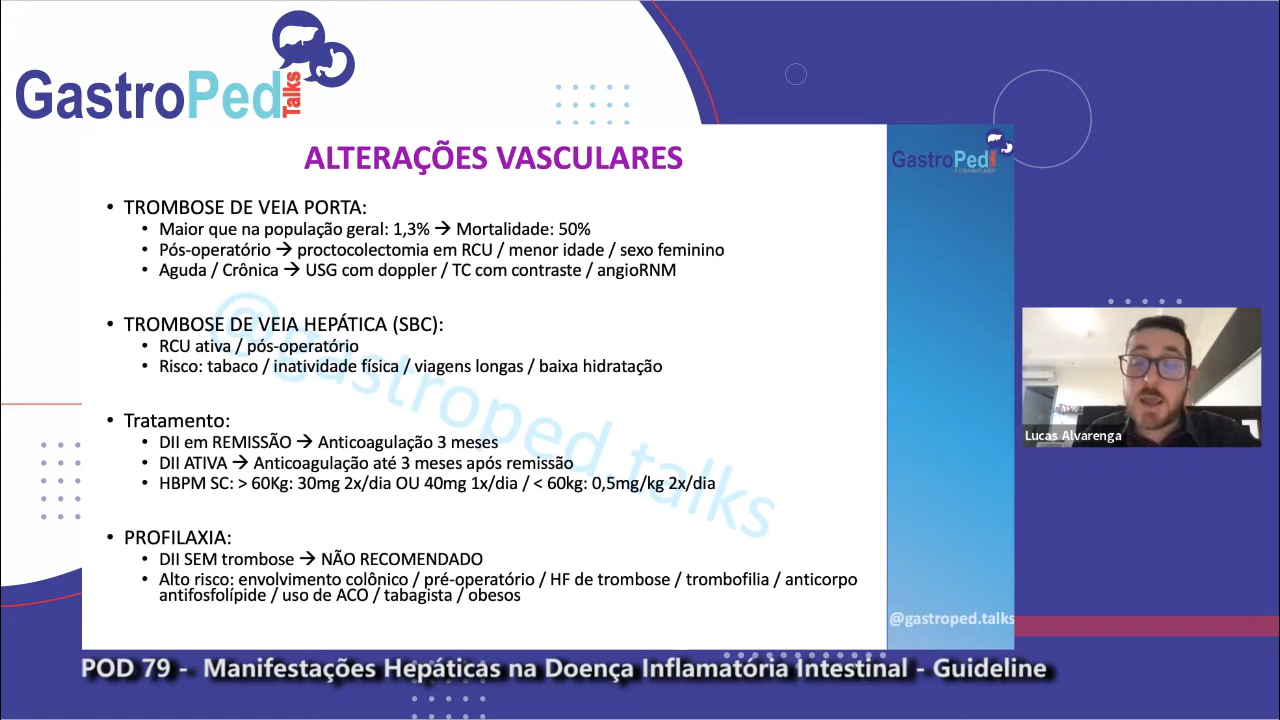 GastroPed Talks
ALTERAÇÕES VASCULARES
GastroPed
• TROMBOSE DE VEIA PORTA:
• Maior que na população geral: 1,3% → Mortalidade: 50%
• Pós-operatório → proctocolectomia em RCU / menor idade / sexo feminino
• Aguda / Crônica → USG com doppler / TC com contraste / angioRNM
• TROMBOSE DE VEIA HEPÁTICA (SBC):
• RCU ativa / pós-operatório
• Risco: tabaco / inatividade física / viagens longas / baixa hidratação
@gastroped.talks
• Tratamento:
• DII em REMISSÃO → Anticoagulação 3 meses
• DII ATIVA → Anticoagulação até 3 meses após remissão
• HBPM SC: > 60Kg: 30mg 2x/dia OU 40mg 1x/dia / < 60kg: 0,5mg/kg 2x/dia
• PROFILAXIA:
• DII SEM trombose → NÃO RECOMENDADO
• Alto risco: envolvimento colônico / pré-operatório / HF de trombose / trombofilia / anticorpo
antifosfolípide / uso de ACO / tabagista / obesos
Lucas Alvarenga
@gastroped.talks
POD 79 - Manifestações Hepáticas na Doença Inflamatória Intestinal - Guideline